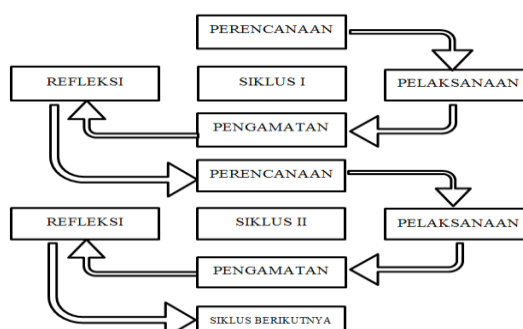 PERENCANAAN
REFLEKSI
SIKLUS I
PELAKSANAAN
PENGAMATAN
PERENCANAAN
REFLEKSI
SIKLUS II
PELAKSANAAN
PENGAMATAN
SIKLUS BERIKUTNYA